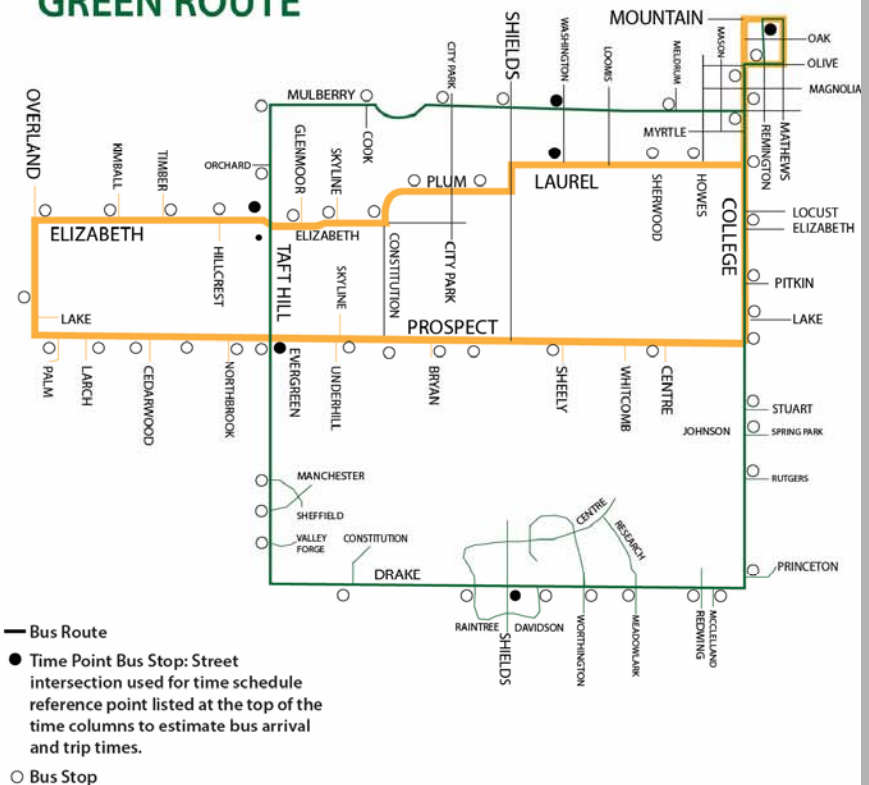 GREEN ROUTE
MOUNTAIN
OAK
OLIVE
MAGNOLIA
SHIELDS
WASHINGTON
LOOMIS
MELDRUM
MASON
CITY PARK
MULBERRY
COOK
MYRTLE
REMINGTON
MATHEWS
OVERLAND
KIMBALL
TIMBER
ORCHARD
GLENMOOR
SKYLINE
PLUM
LAUREL
SHERWOOD
HOWES
COLLEGE
LOCUST
ELIZABETH
ELIZABETH
HILLCREST
TAFT HILL
ELIZABETH
SKYLINE
CONSTITUTION
CITY PARK
PITKIN
LAKE
LAKE
PROSPECT
PALM
LARCH
CEDARWOOD
NORTHBROOK
EVERGREEN
UNDERHILL
BRYAN
SHEELY
WHITCOMB
CENTRE
STUART
JOHNSON
SPRING PARK
RUTGERS
MANCHESTER
SHEFFIELD
VALLEY
FORGE
CONSTITUTION
CENTRE
RESEARCH
DRAKE
PRINCETON
RAINTREE
SHIELDS
DAVIDSON
WORTHINGTON
MEADOWLARK
REDWING
MCCLELLAND
Bus Route
Time Point Bus Stop: Street
intersection used for time schedule
reference point listed at the top of the
time columns to estimate bus arrival
and trip times.
Bus Stop